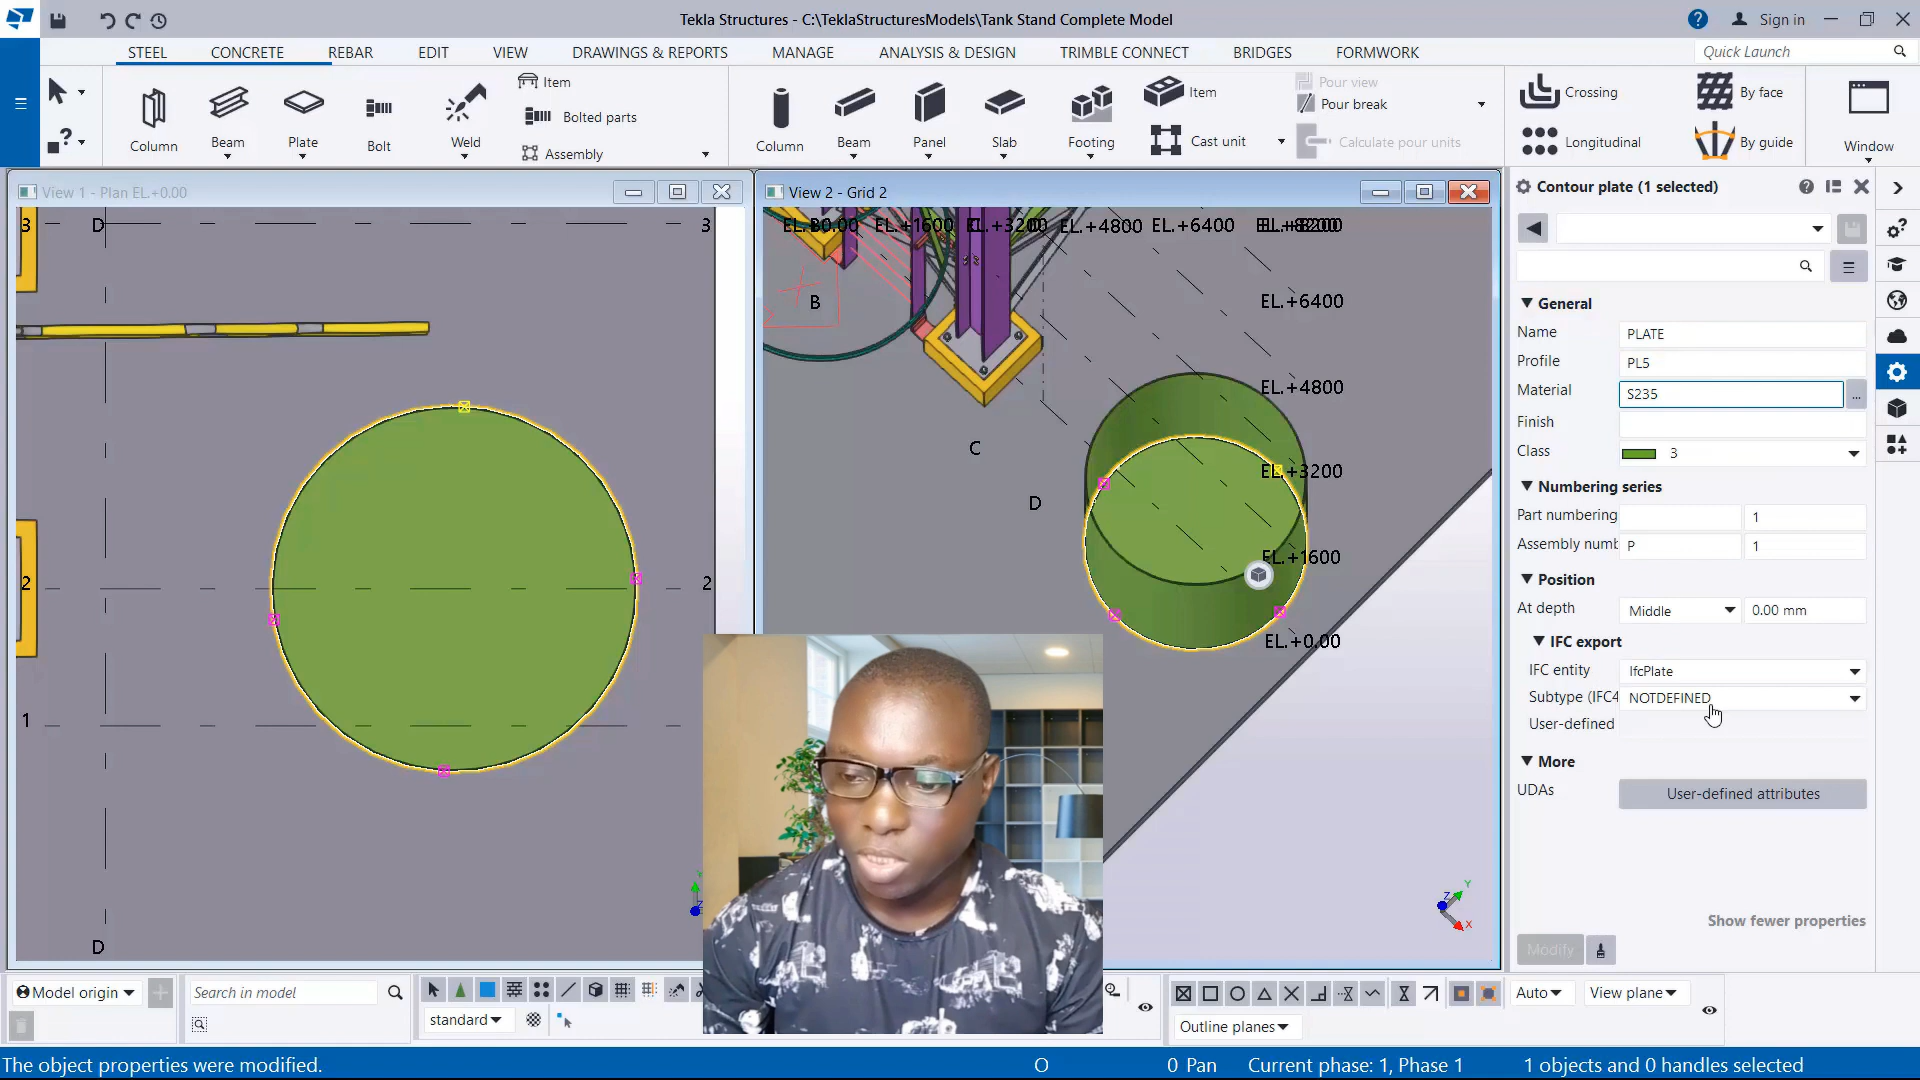 Tekla Structures - C:\TeklaStructuresModels\Tank Stand Complete Model
Sign in
STEEL CONCRETE REBAR EDIT VIEW DRAWINGS & REPORTS MANAGE ANALYSIS & DESIGN TRIMBLE CONNECT BRIDGES FORMWORK
Quick Launch
Column Beam Plate Bolt Weld Item Bolted parts Assembly
Column Beam Panel Slab Footing Item Cast unit Pour view Pour break Calculate pour units
Crossing Longitudinal By face By guide Window
View 1 - Plan EL.+0.00
3 D 3
2 2
1
D
View 2 - Grid 2
EL.+1600 EL.+4800 EL.+6400
B
EL.+6400
EL.+4800
C
EL.+3200
D
EL.+1600
EL.+0.00
Contour plate (1 selected)
General
Name PLATE
Profile PL5
Material S235 ...
Finish
Class 3
Numbering series
Part numbering 1
Assembly numb P 1
Position
At depth Middle 0.00 mm
IFC export
IFC entity IfcPlate
Subtype (IFC4 NOTDEFINED
User-defined
More
UDAs User-defined attributes
Show fewer properties
Modify
Model origin
Search in model
standard
Auto View plane
Outline planes
The object properties were modified. O 0 Pan Current phase: 1, Phase 1 1 objects and 0 handles selected